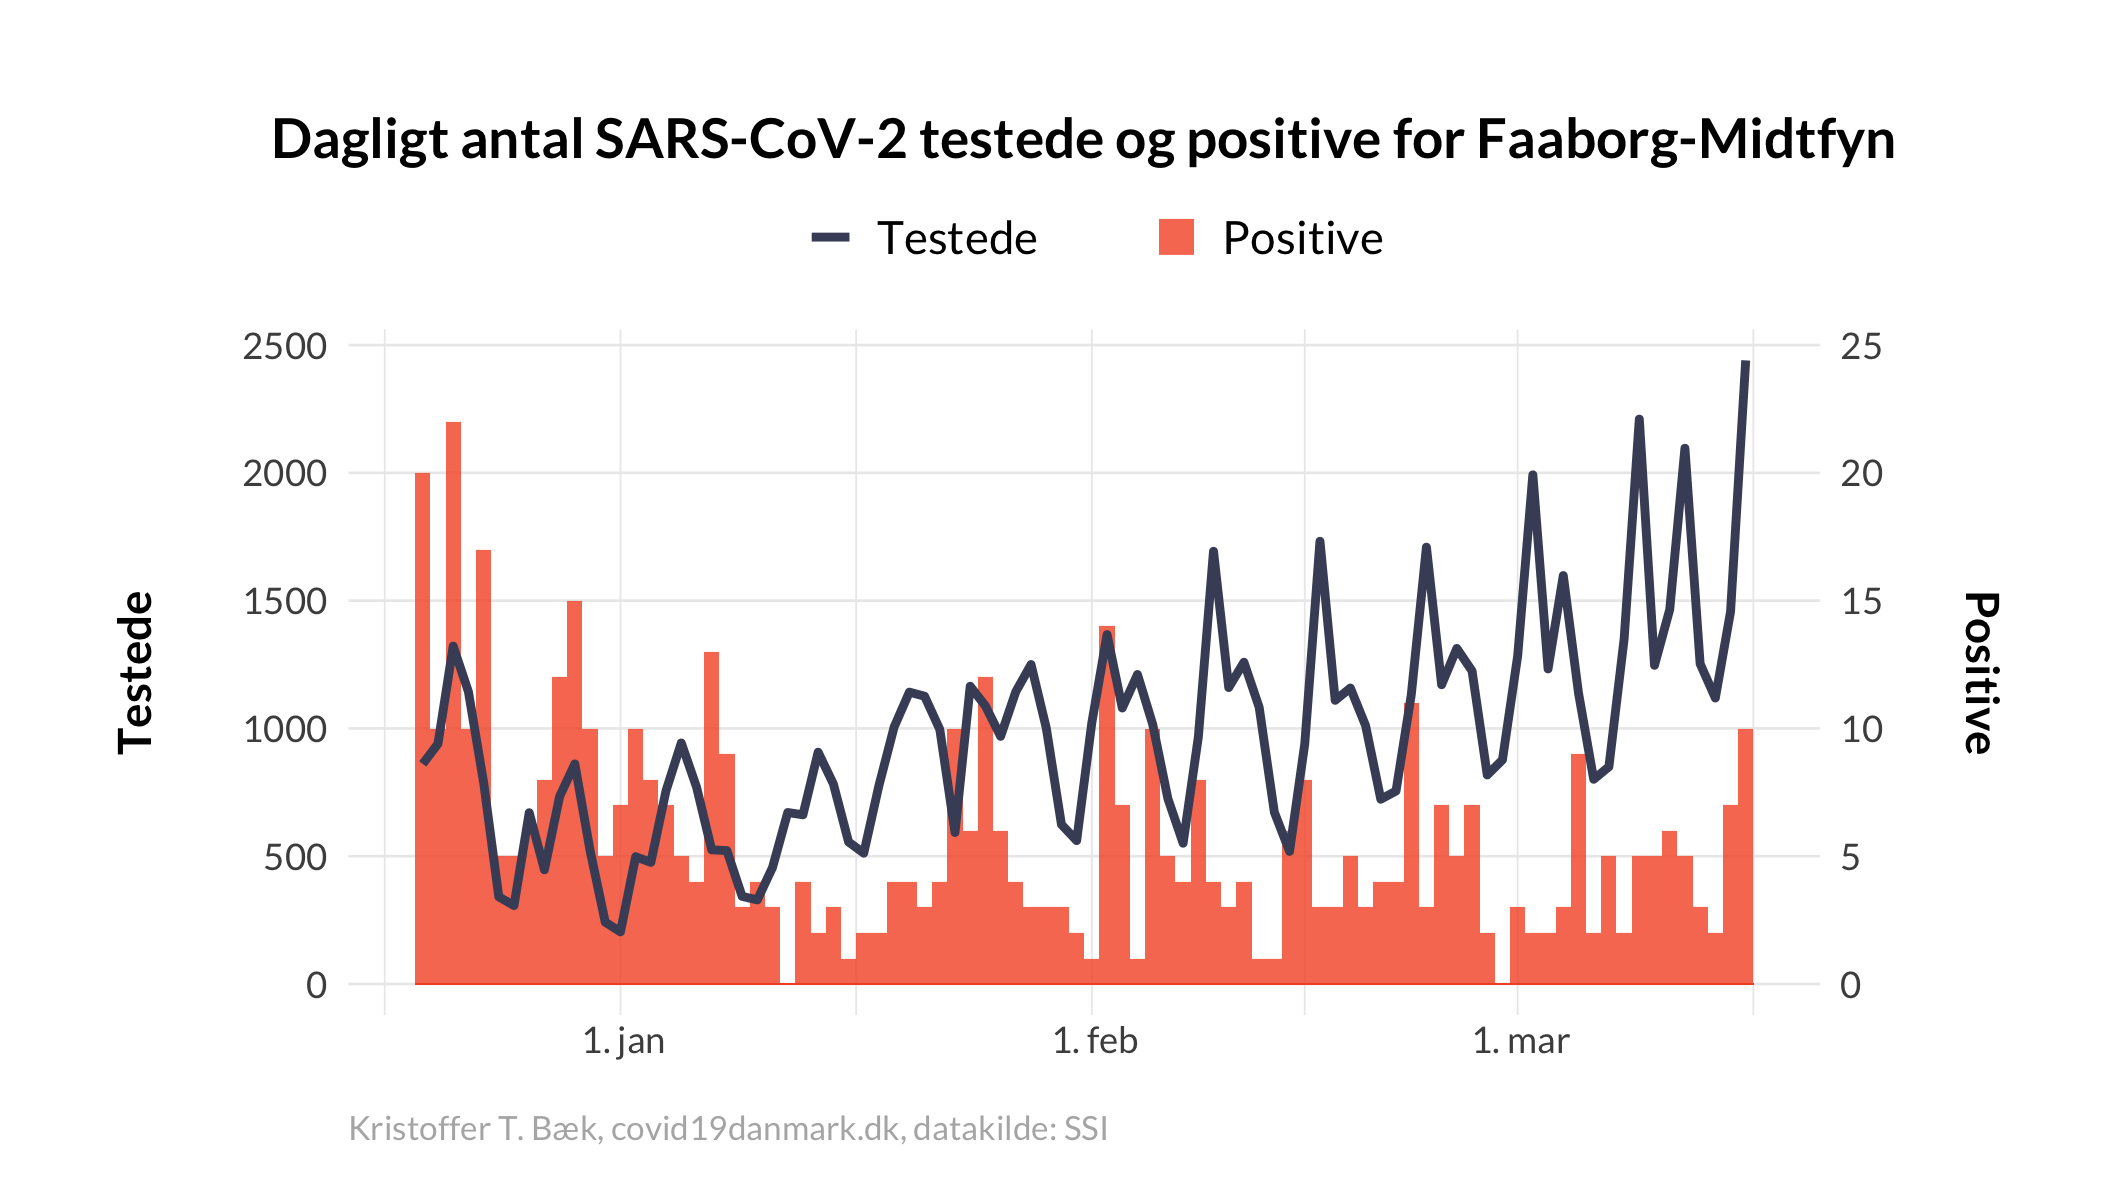 Dagligt antal SARS-CoV-2 testede og positive for Faaborg-Midtfyn
Testede
Positive
2500
2000
1500
1000
500
0
Testede
25
20
15
10
5
0
Positive
1. jan
1. feb
1. mar
Kristoffer T. Bæk, covid19danmark.dk, datakilde: SSI